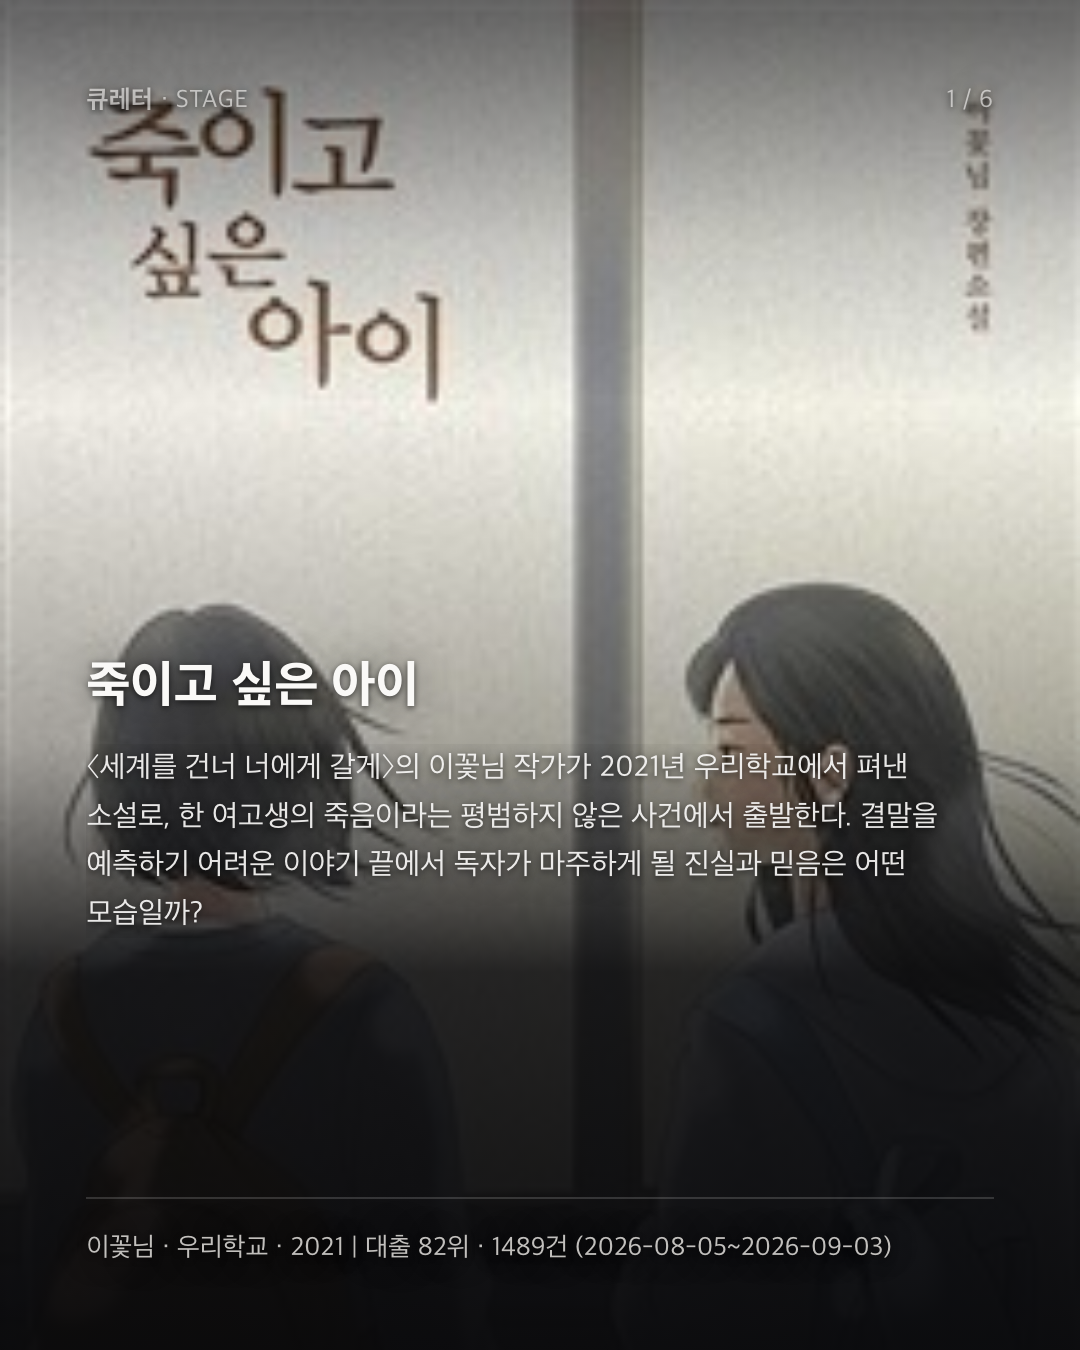 큐레터 · STAGE
1 / 6
죽이고
싶은
아이
이꽃님 장편소설
죽이고 싶은 아이
〈세계를 건너 너에게 갈게〉의 이꽃님 작가가 2021년 우리학교에서 펴낸
소설로, 한 여고생의 죽음이라는 평범하지 않은 사건에서 출발한다. 결말을
예측하기 어려운 이야기 끝에서 독자가 마주하게 될 진실과 믿음은 어떤
모습일까?
이꽃님 · 우리학교 · 2021 | 대출 82위 · 1489건 (2026-08-05~2026-09-03)